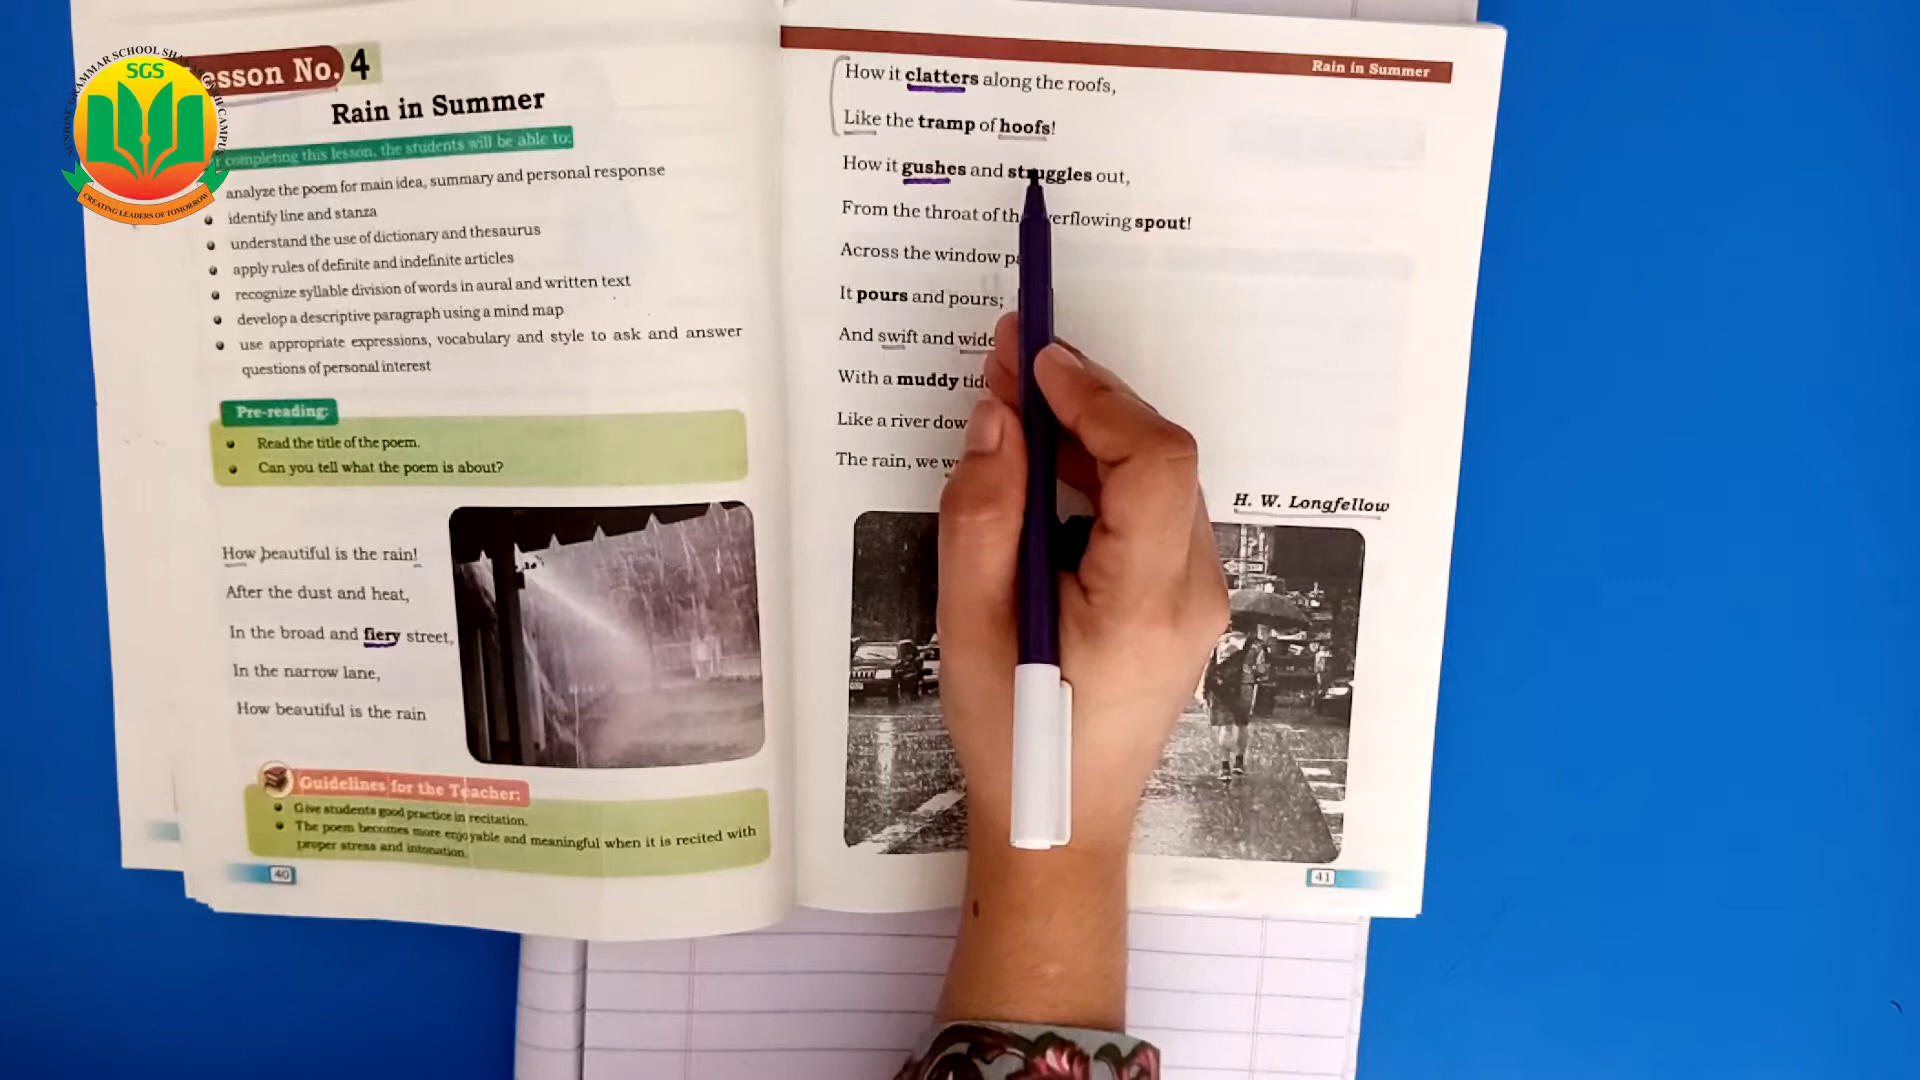 SUNRISE GRAMMAR SCHOOL SHAKARGARH CAMPUS
SGS
CREATING LEADERS OF TOMORROW
esson No. 4
Rain in Summer
r completing this lesson, the students will be able to:
analyze the poem for main idea, summary and personal response
identify line and stanza
understand the use of dictionary and thesaurus
apply rules of definite and indefinite articles
recognize syllable division of words in aural and written text
develop a descriptive paragraph using a mind map
use appropriate expressions, vocabulary and style to ask and answer
questions of personal interest
Pre-reading:
Read the title of the poem.
Can you tell what the poem is about?
How beautiful is the rain!
After the dust and heat,
In the broad and fiery street,
In the narrow lane,
How beautiful is the rain
Guidelines for the Teacher:
Give students good practice in recitation.
The poem becomes more enjoyable and meaningful when it is recited with
proper stress and intonation.
40
Rain in Summer
How it clatters along the roofs,
Like the tramp of hoofs!
How it gushes and struggles out,
From the throat of th erflowing spout!
Across the window pa
It pours and pours;
And swift and wide
With a muddy tid
Like a river dow
The rain, we w
H. W. Longfellow
41